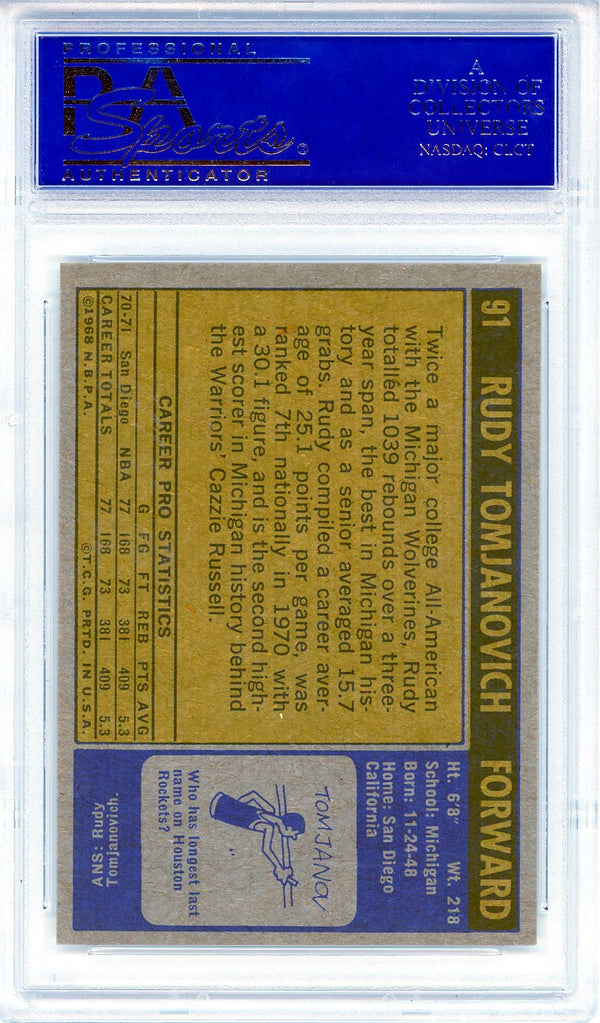 PROFESSIONAL
PSA
Sports®
AUTHENTICATOR
A
DIVISION OF
COLLECTORS
UNIVERSE
NASDAQ: CLCT
91 RUDY TOMJANOVICH FORWARD
Twice a major college All-American
with the Michigan Wolverines, Rudy
totalled 1039 rebounds over a three-
year span, the best in Michigan his-
tory and as a senior averaged 15.7
grabs. Rudy compiled a career aver-
age of 25.1 points per game, was
ranked 7th nationally in 1970 with
a 30.1 figure, and is the second high-
est scorer in Michigan history behind
the Warriors' Cazzie Russell.
CAREER PRO STATISTICS
G FG FT REB PTS AVG
70-71 San Diego NBA 77 168 73 381 409 5.3
CAREER TOTALS 77 168 73 381 409 5.3
©1968 N.B.P.A. ©T.C.G. PRTD. IN U.S.A.
Ht. 6'8" Wt. 218
School: Michigan
Born: 11-24-48
Home: San Diego
California
TOMJANOV
Who has longest last
name on Houston
Rockets?
ANS: Rudy
Tomjanovich.